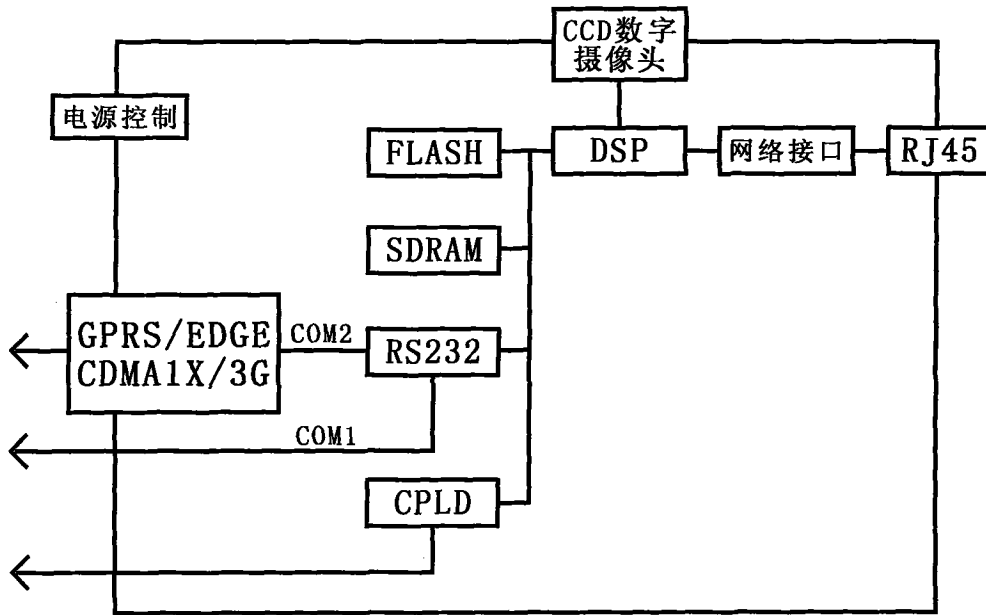 CCD数字
摄像头
电源控制
FLASH
DSP
网络接口
RJ45
SDRAM
GPRS/EDGE
CDMA1X/3G
COM2
RS232
COM1
CPLD